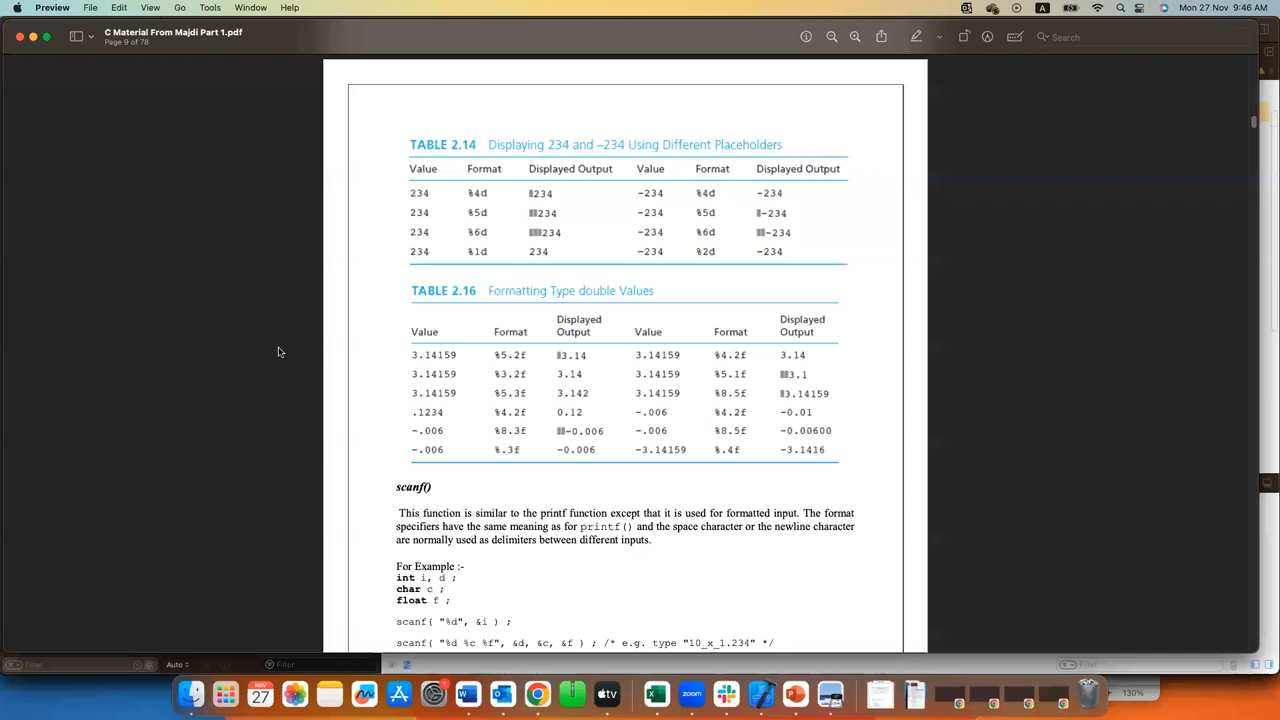 Preview File Edit View Go Tools Window Help A Mon 27 Nov 9:46 AM
C Material From Majdi Part 1.pdf
Page 9 of 78
Search
TABLE 2.14 Displaying 234 and –234 Using Different Placeholders
Value Format Displayed Output Value Format Displayed Output
234 %4d 234 -234 %4d -234
234 %5d 234 -234 %5d -234
234 %6d 234 -234 %6d -234
234 %1d 234 -234 %2d -234
TABLE 2.16 Formatting Type double Values
Displayed Displayed
Value Format Output Value Format Output
3.14159 %5.2f 3.14 3.14159 %4.2f 3.14
3.14159 %3.2f 3.14 3.14159 %5.1f 3.1
3.14159 %5.3f 3.142 3.14159 %8.5f 3.14159
.1234 %4.2f 0.12 -.006 %4.2f -0.01
-.006 %8.3f -0.006 -.006 %8.5f -0.00600
-.006 %.3f -0.006 -3.14159 %.4f -3.1416
scanf()
This function is similar to the printf function except that it is used for formatted input. The format
specifiers have the same meaning as for printf() and the space character or the newline character
are normally used as delimiters between different inputs.
For Example :-
int i, d ;
char c ;
float f ;
scanf( "%d", &i ) ;
scanf( "%d %c %f", &d, &c, &f ) ; /* e.g. type "10_x_1.234" */
Filter Auto Filter Filter
NOV
27 1 W tv X zoom P
130%